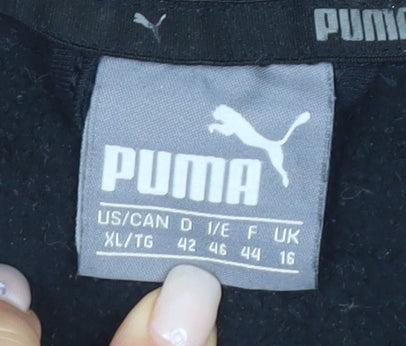 PUMA
PUMA
US/CAN D I/E F UK
XL/TG 42 46 44 16